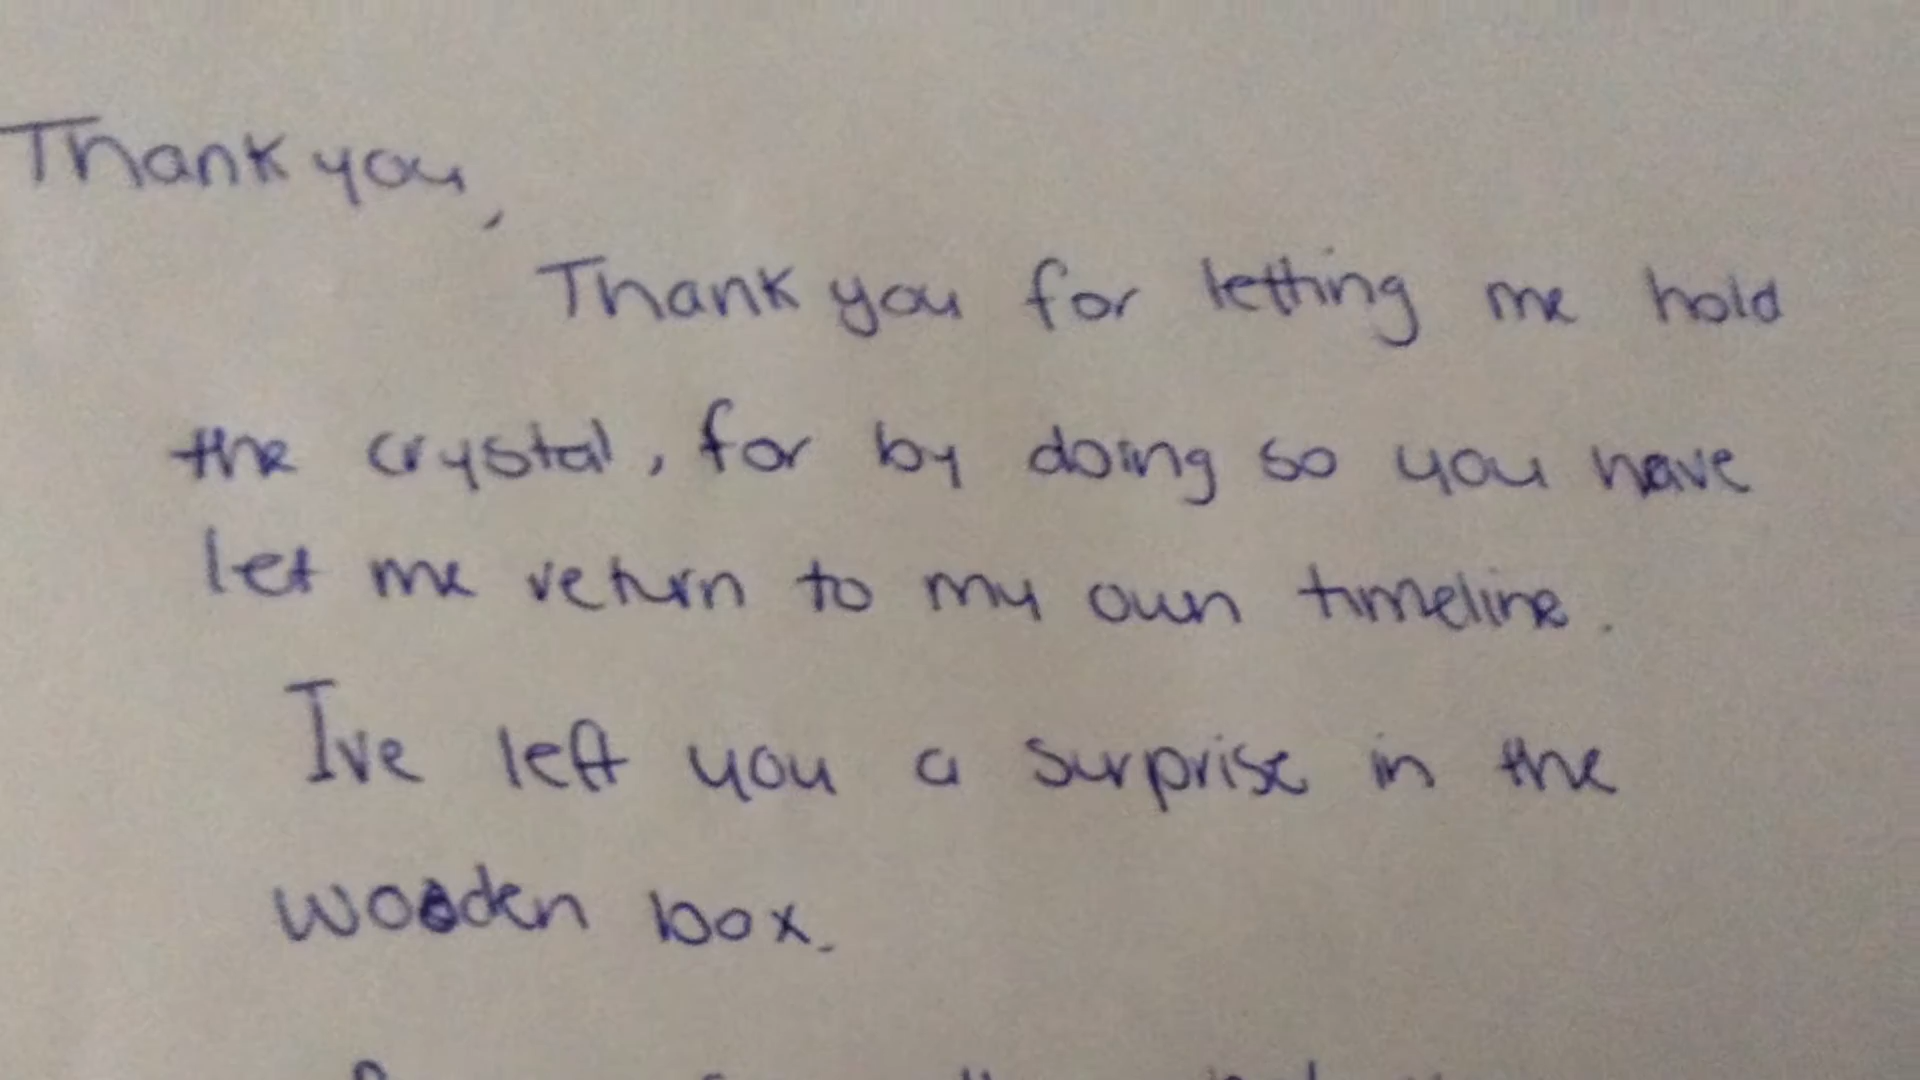 Thank you,
Thank you for letting me hold
the crystal, for by doing so you have
let me return to my own timeline.
Ive left you a surprise in the
wooden box.